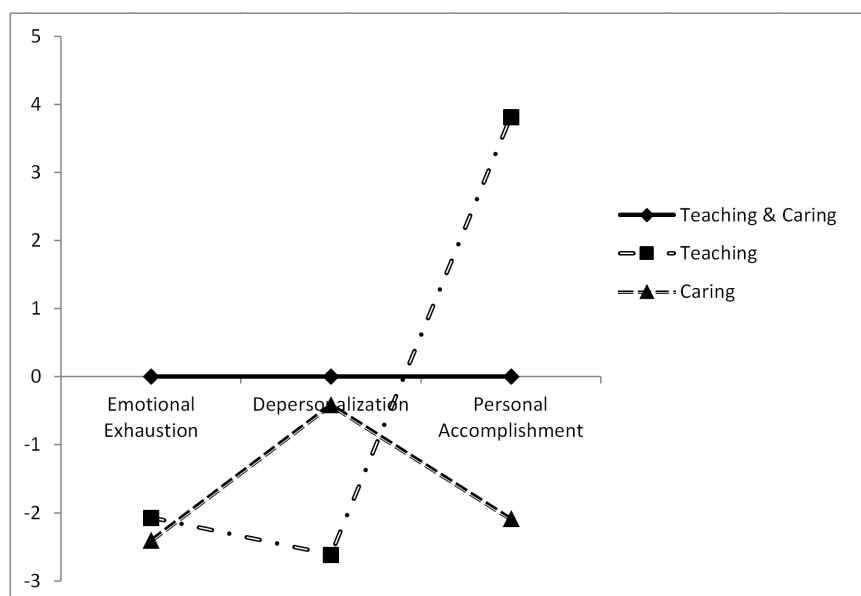 5
4
3
2
1
0
-1
-2
-3
Emotional
Exhaustion
Depersonalization
Personal
Accomplishment
Teaching & Caring
Teaching
Caring